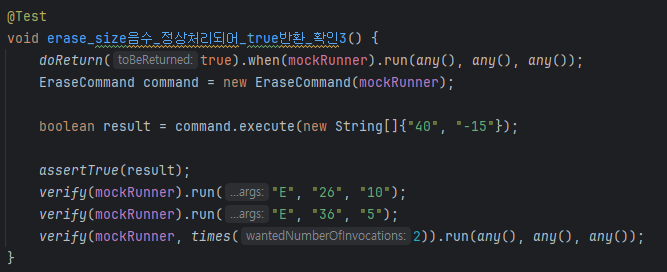 @Test
void erase_size음수_정상처리되어_true반환_확인3() {
doReturn( toBeReturned: true).when(mockRunner).run(any(), any(), any());
EraseCommand command = new EraseCommand(mockRunner);
boolean result = command.execute(new String[]{"40", "-15"});
assertTrue(result);
verify(mockRunner).run( ...args: "E", "26", "10");
verify(mockRunner).run( ...args: "E", "36", "5");
verify(mockRunner, times( wantedNumberOfInvocations: 2)).run(any(), any(), any());
}